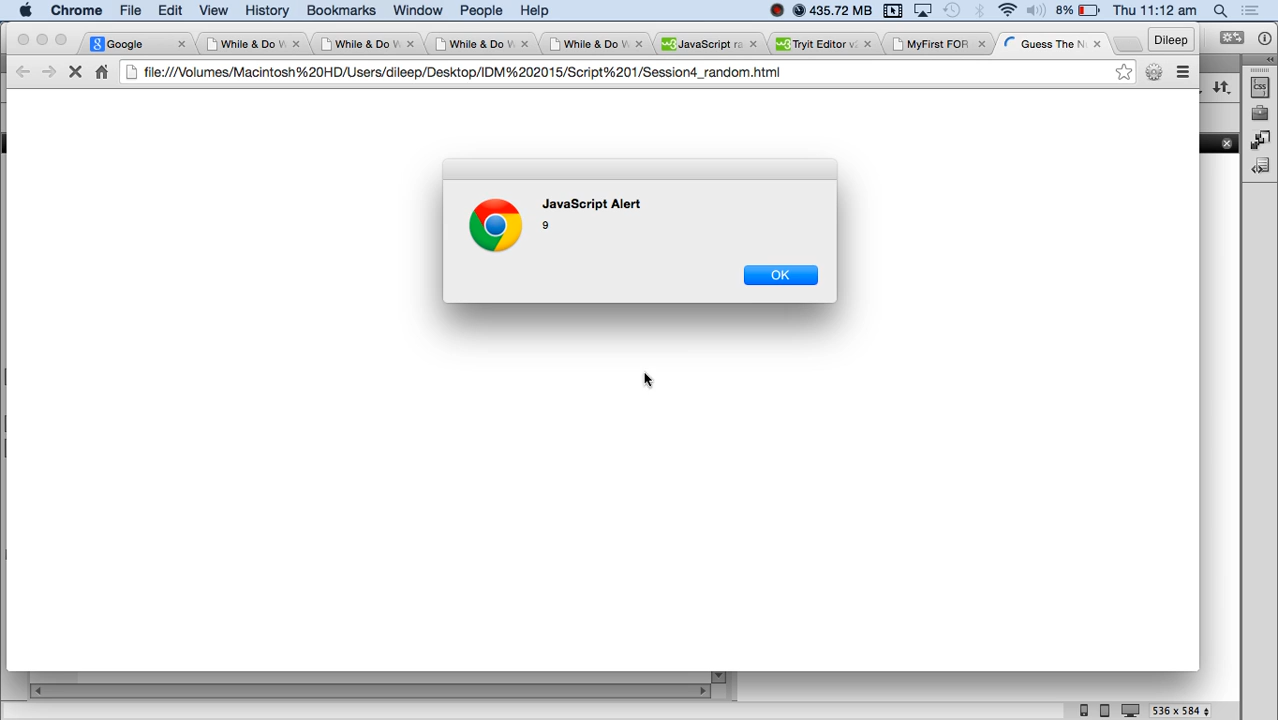 Chrome File Edit View History Bookmarks Window People Help 435.72 MB 8% Thu 11:12 am
Google While & Do W While & Do W While & Do W While & Do W JavaScript ra Tryit Editor v MyFirst FOR Guess The N Dileep
file:///Volumes/Macintosh%20HD/Users/dileep/Desktop/IDM%202015/Script%201/Session4_random.html
CSS
JavaScript Alert
9
OK
536 x 584